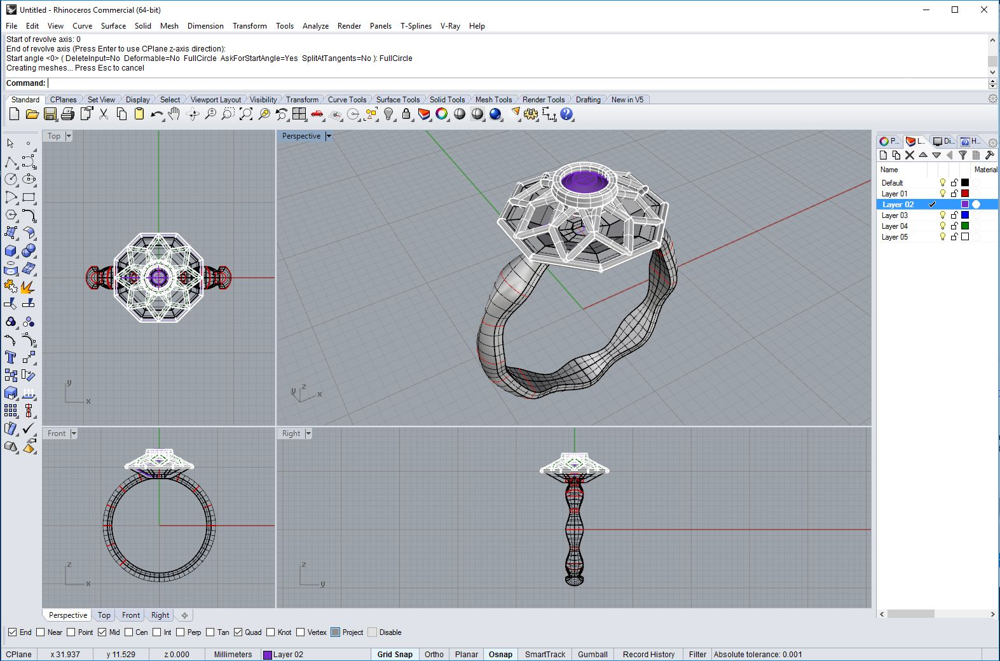 Untitled - Rhinoceros Commercial (64-bit)
File Edit View Curve Surface Solid Mesh Dimension Transform Tools Analyze Render Panels T-Splines V-Ray Help
Start of revolve axis: 0
End of revolve axis (Press Enter to use CPlane z-axis direction):
Start angle <0> ( DeleteInput=No Deformable=No FullCircle AskForStartAngle=Yes SplitAtTangents=No ): FullCircle
Creating meshes... Press Esc to cancel
Command:
Standard CPlanes Set View Display Select Viewport Layout Visibility Transform Curve Tools Surface Tools Solid Tools Mesh Tools Render Tools Drafting New in V5
Top
Perspective
P... L... Di... H...
Name Material
Default
Layer 01
Layer 02
Layer 03
Layer 04
Layer 05
y
x
y z x
Front
Right
z
x
z
y
Perspective Top Front Right
End Near Point Mid Cen Int Perp Tan Quad Knot Vertex Project Disable
CPlane x 31.937 y 11.529 z 0.000 Millimeters Layer 02 Grid Snap Ortho Planar Osnap SmartTrack Gumball Record History Filter Absolute tolerance: 0.001